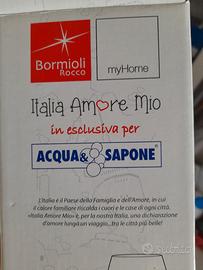 Bormioli
Rocco
myHome
Italia Amore Mio
in esclusiva per
ACQUA& SAPONE
L'Italia è il Paese della Famiglia e dell'Amore, in cui
il calore familiare riscalda i cuori e le case di ogni città.
«Italia Amore Mio» è, per la nostra Italia, una dichiarazione
d'amore lunga un viaggio...tra le città più belle!
subito